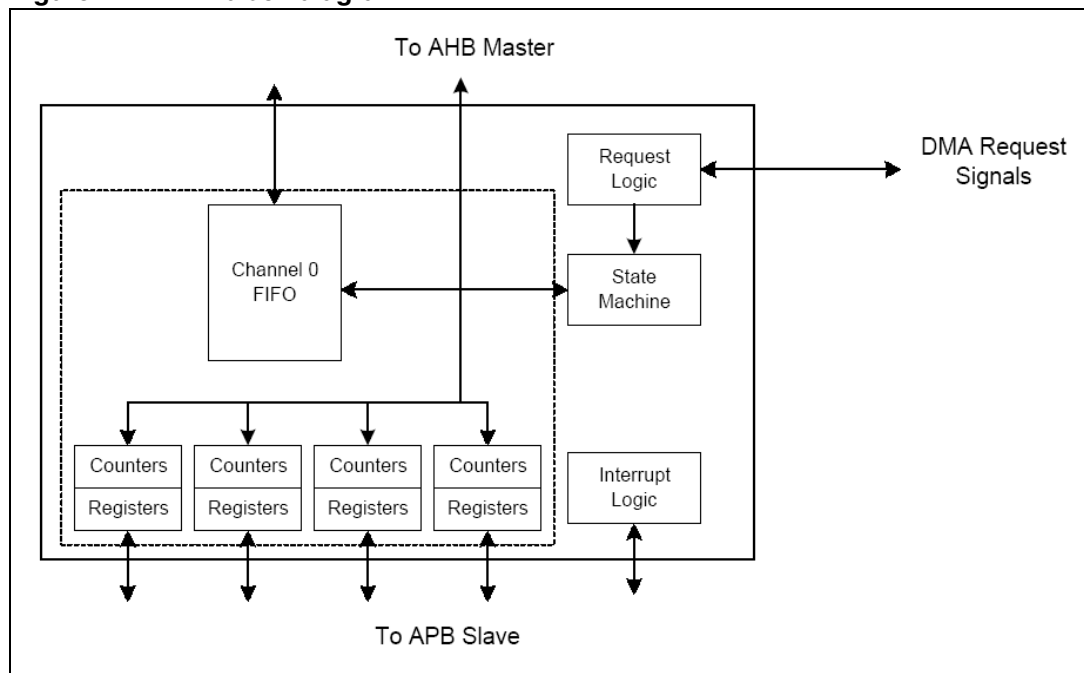 To AHB Master
Request
Logic
DMA Request
Signals
Channel 0
FIFO
State
Machine
Counters
Counters
Counters
Counters
Registers
Registers
Registers
Registers
Interrupt
Logic
To APB Slave